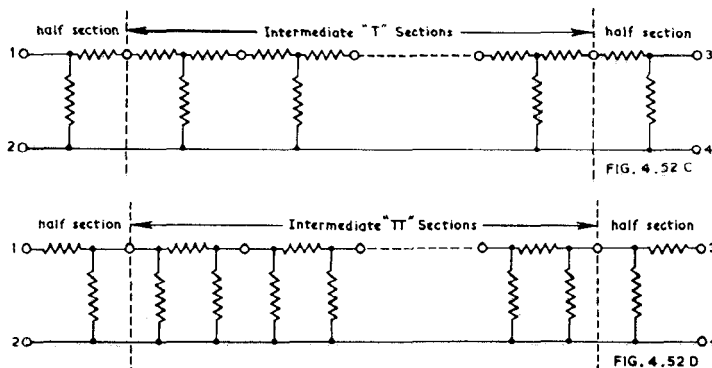 half section Intermediate "T" Sections half section
1 3
2 4
FIG. 4.52 C
half section Intermediate "TT" Sections half section
1 3
2 4
FIG. 4.52 D